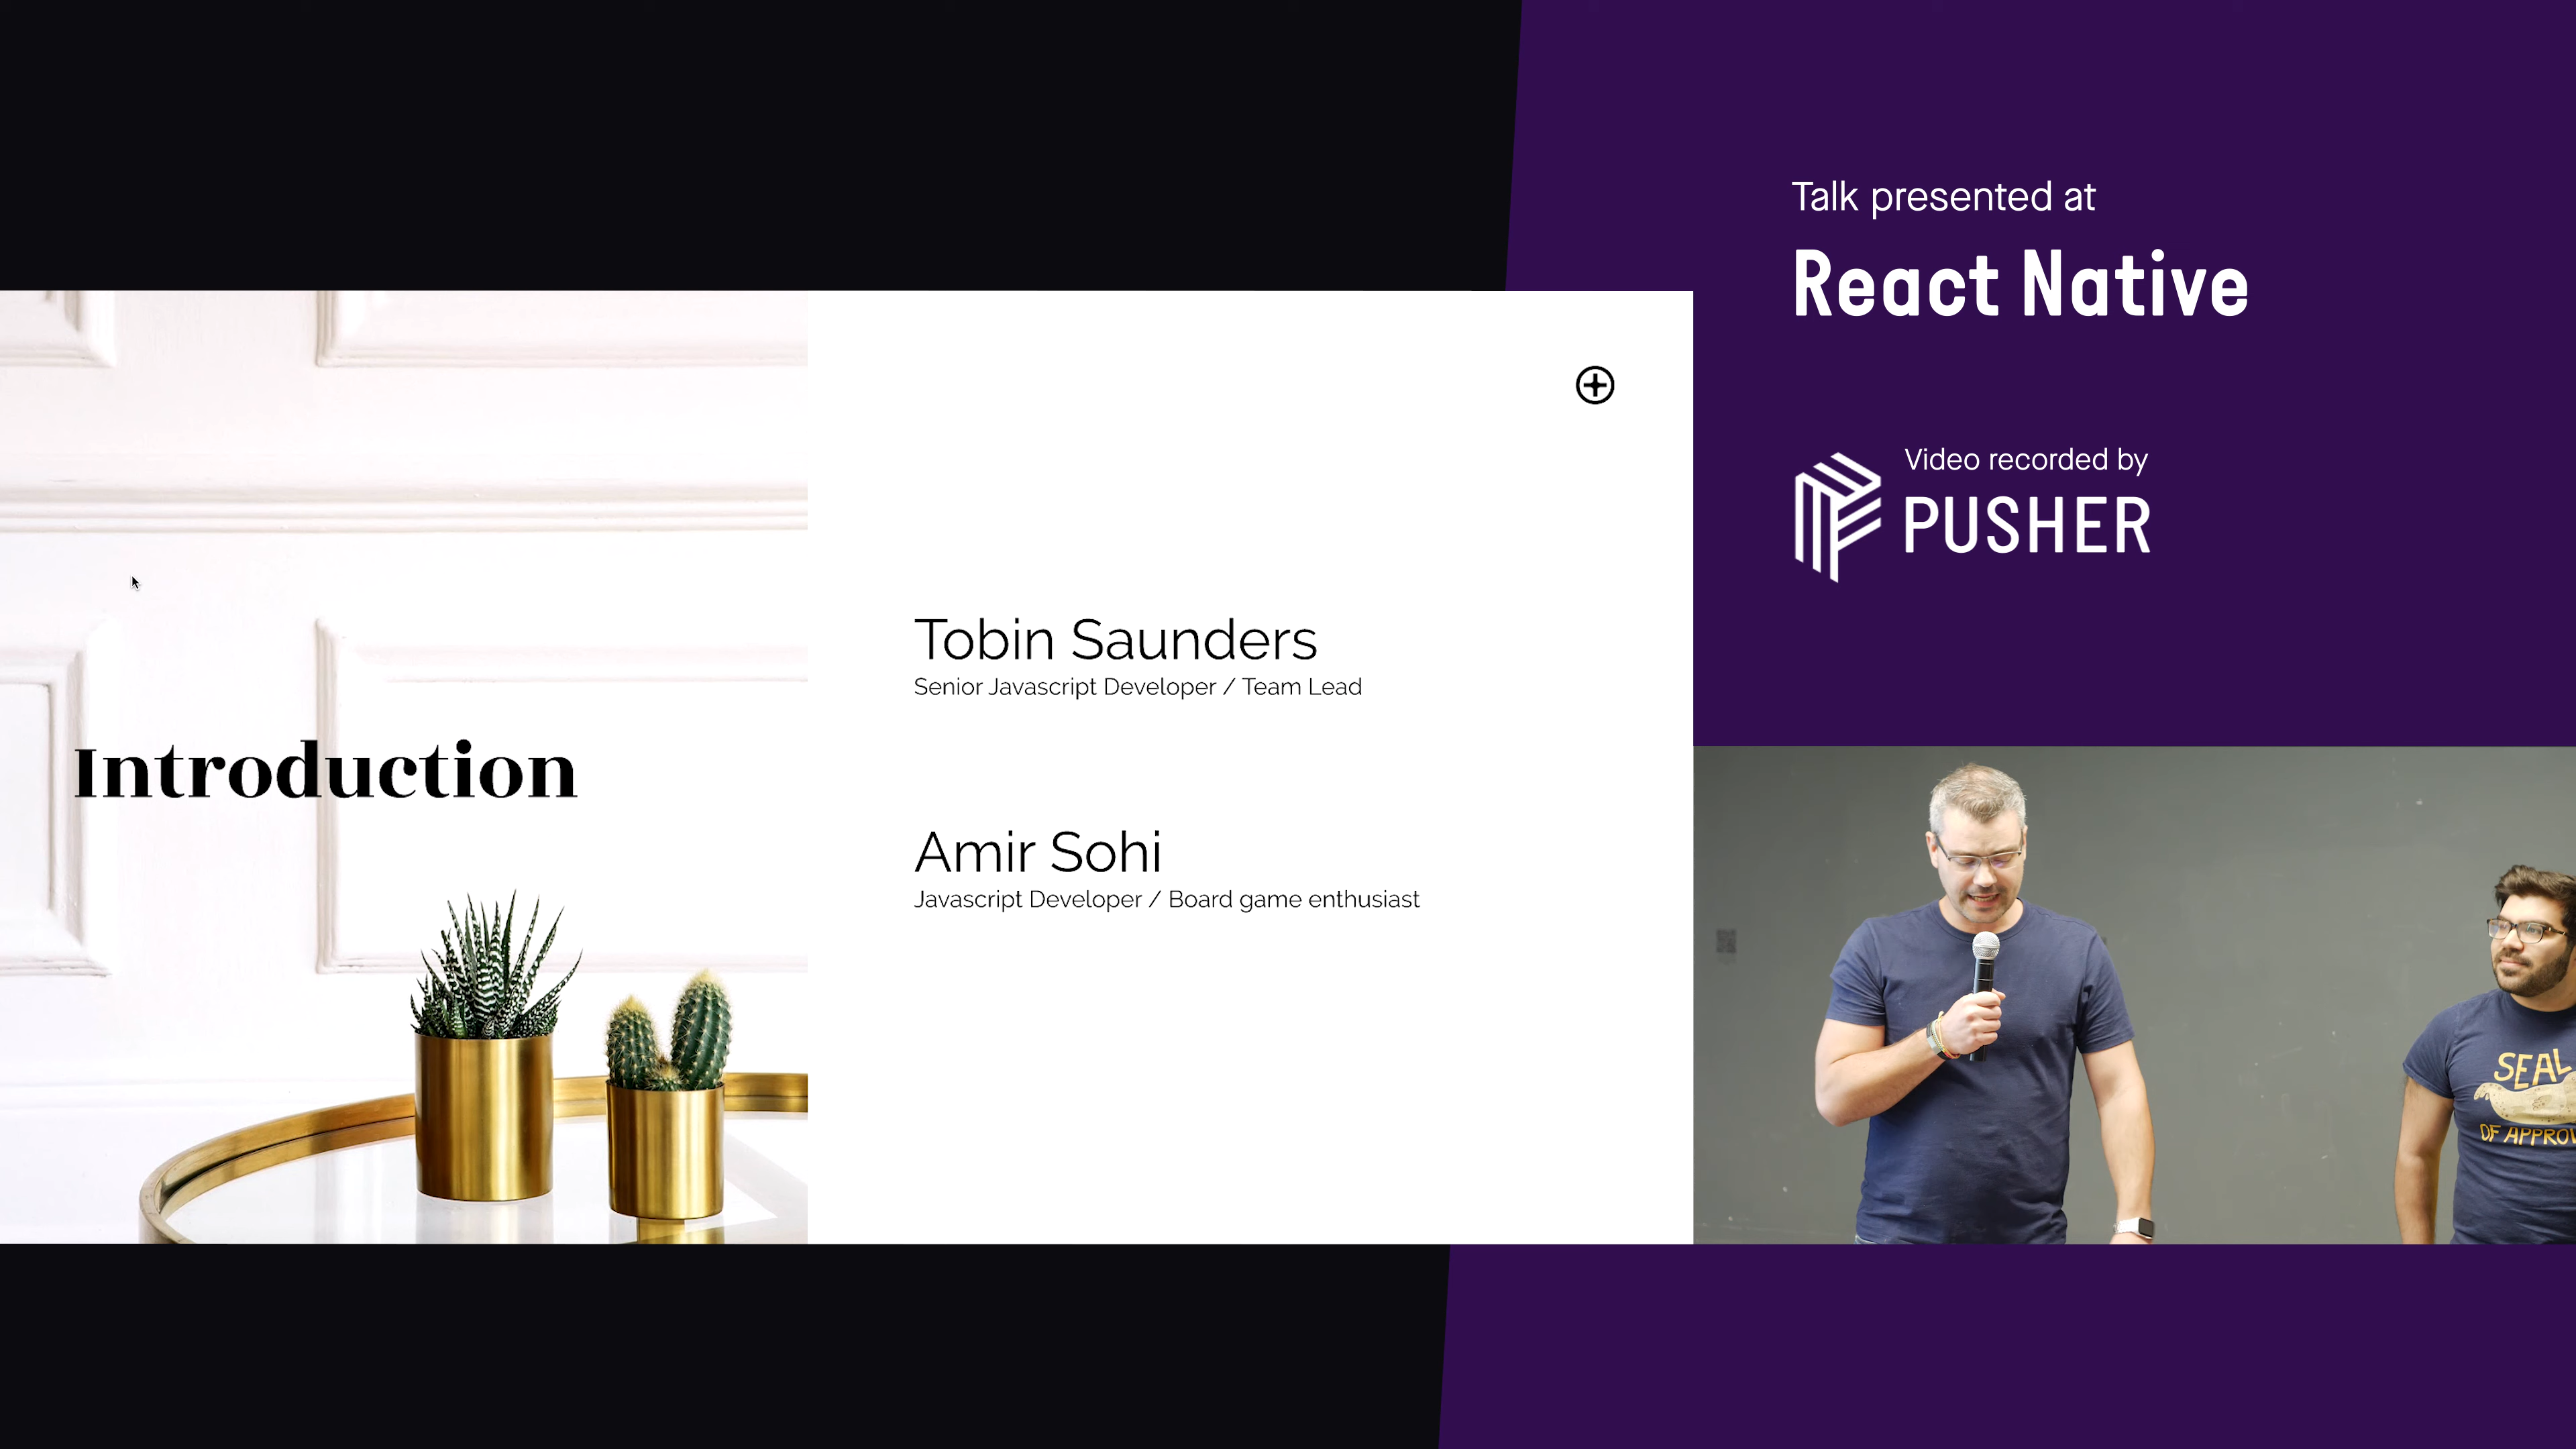 Talk presented at
React Native
Video recorded by
PUSHER
Introduction
Tobin Saunders
Senior Javascript Developer / Team Lead
Amir Sohi
Javascript Developer / Board game enthusiast
SEAL
OF APPROV